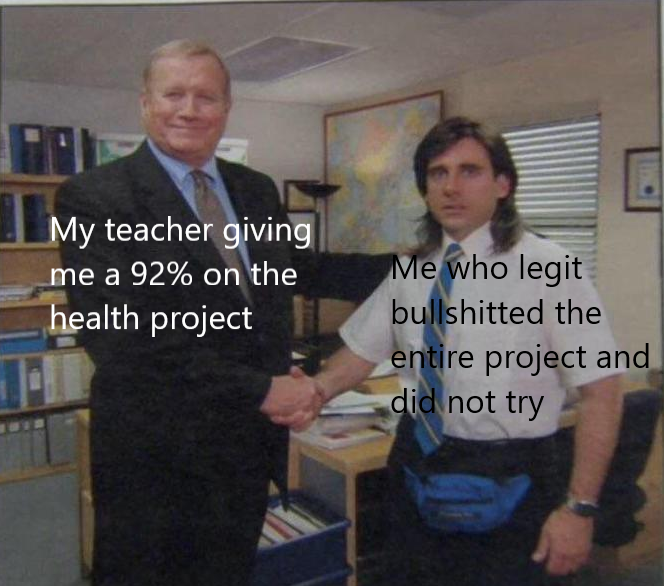 My teacher giving
me a 92% on the
health project
Me who legit
bullshitted the
entire project and
did not try